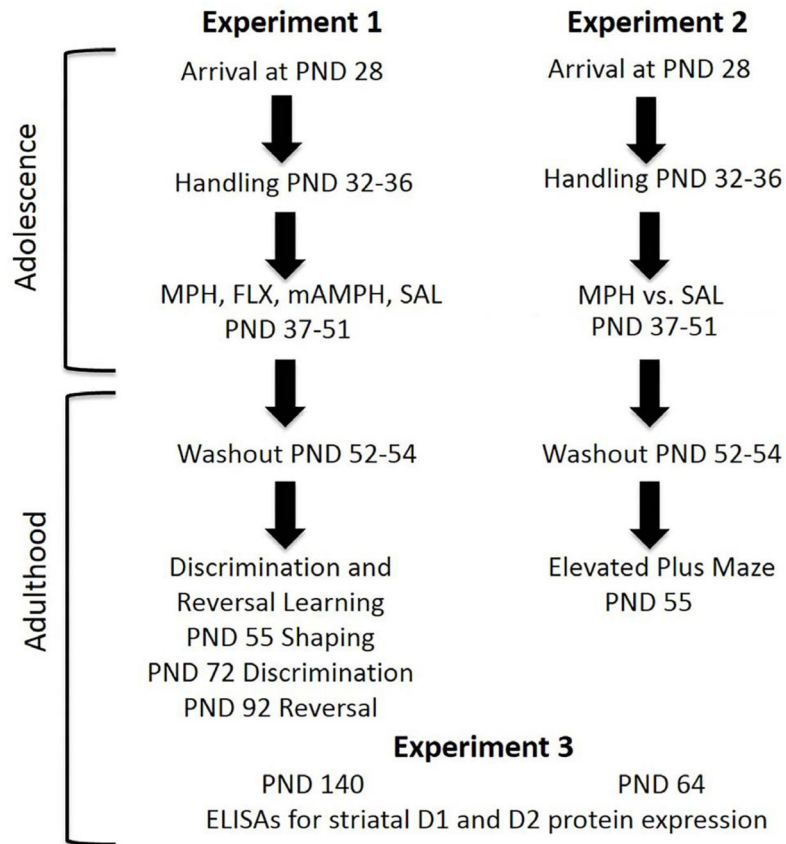 Experiment 1
Arrival at PND 28
Handling PND 32-36
MPH, FLX, mAMPH, SAL
PND 37-51
Washout PND 52-54
Discrimination and
Reversal Learning
PND 55 Shaping
PND 72 Discrimination
PND 92 Reversal
Experiment 2
Arrival at PND 28
Handling PND 32-36
MPH vs. SAL
PND 37-51
Washout PND 52-54
Elevated Plus Maze
PND 55
Experiment 3
PND 140
PND 64
ELISAs for striatal D1 and D2 protein expression
Adolescence
Adulthood